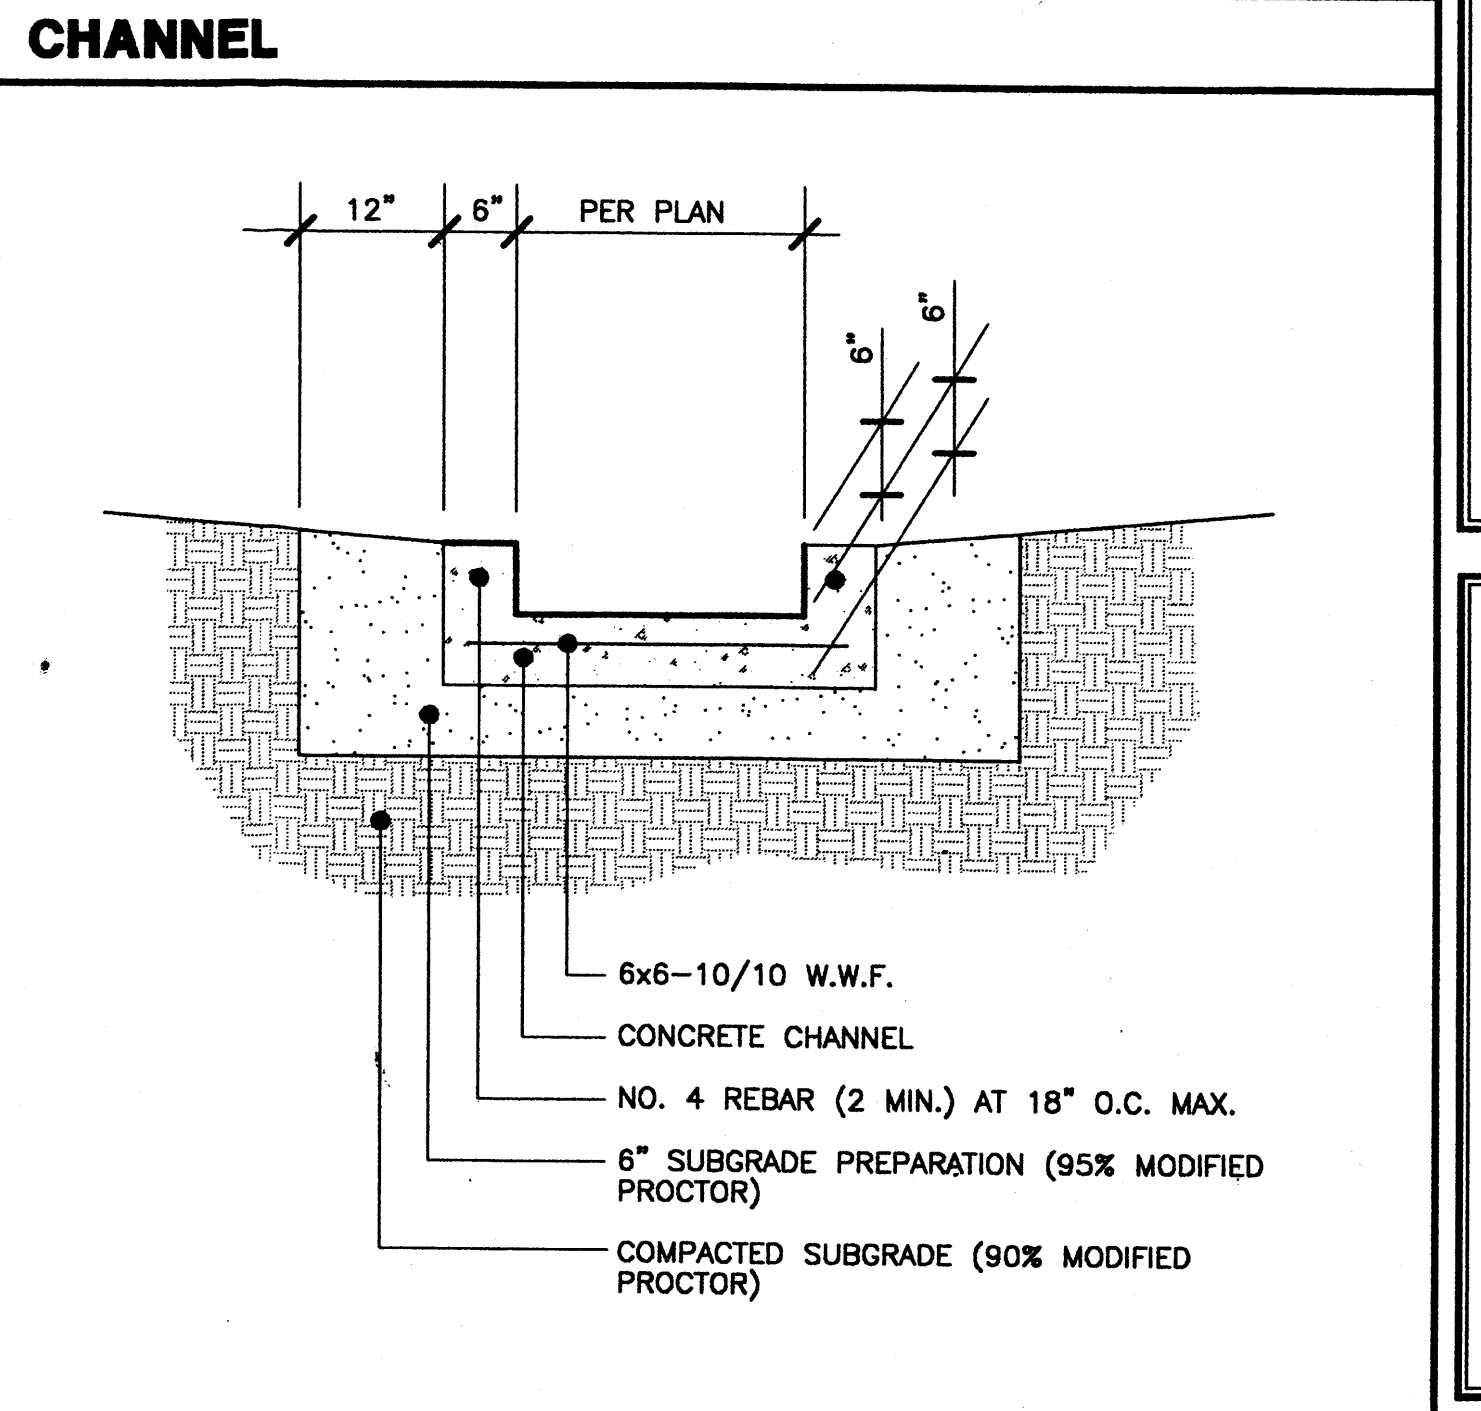 CHANNEL
12" 6" PER PLAN
6"
6"
6x6-10/10 W.W.F.
CONCRETE CHANNEL
NO. 4 REBAR (2 MIN.) AT 18" O.C. MAX.
6" SUBGRADE PREPARATION (95% MODIFIED
PROCTOR)
COMPACTED SUBGRADE (90% MODIFIED
PROCTOR)